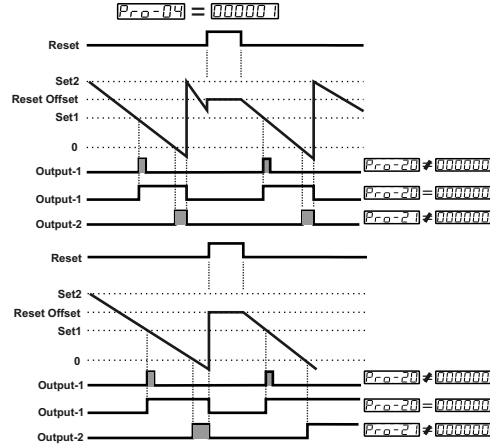 Pro-04 = 000001
Reset
Set2
Reset Offset
Set1
0
Output-1 Pro-20 ≠ 000000
Output-1 Pro-20 = 000000
Output-2 Pro-21 ≠ 000000
Reset
Set2
Reset Offset
Set1
0
Output-1 Pro-20 ≠ 000000
Output-1 Pro-20 = 000000
Output-2 Pro-21 ≠ 000000